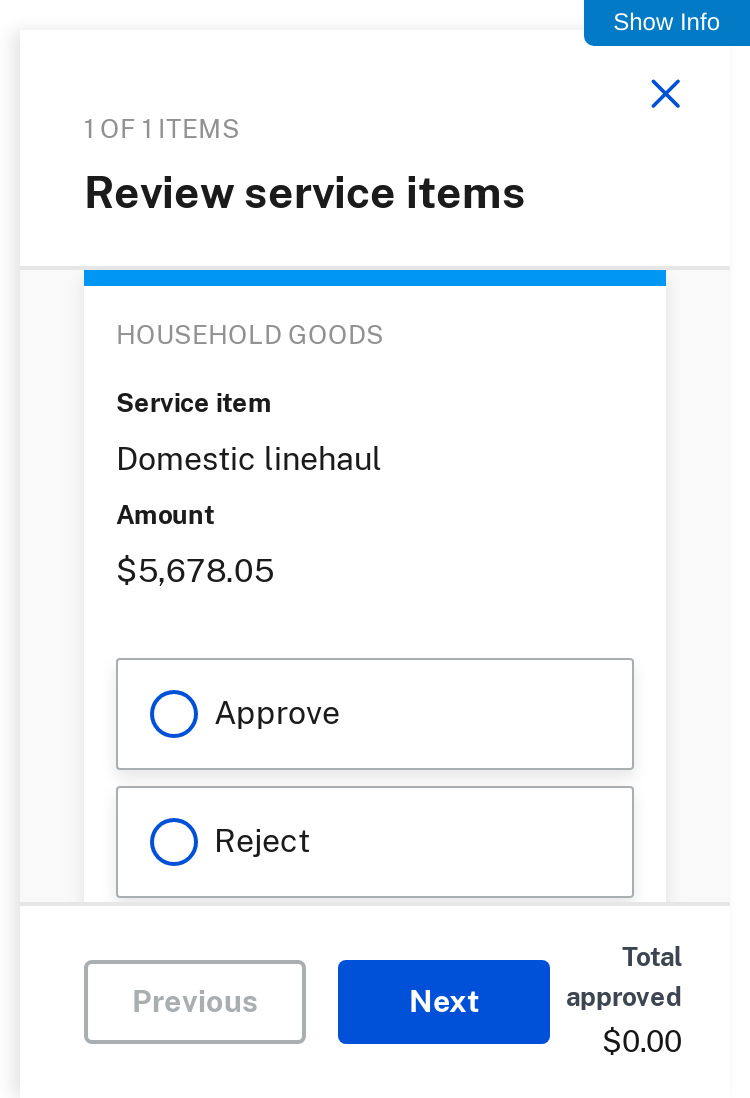 Show Info
1 OF 1 ITEMS
Review service items
HOUSEHOLD GOODS
Service item
Domestic linehaul
Amount
$5,678.05
Approve
Reject
Previous
Next
Total
approved
$0.00